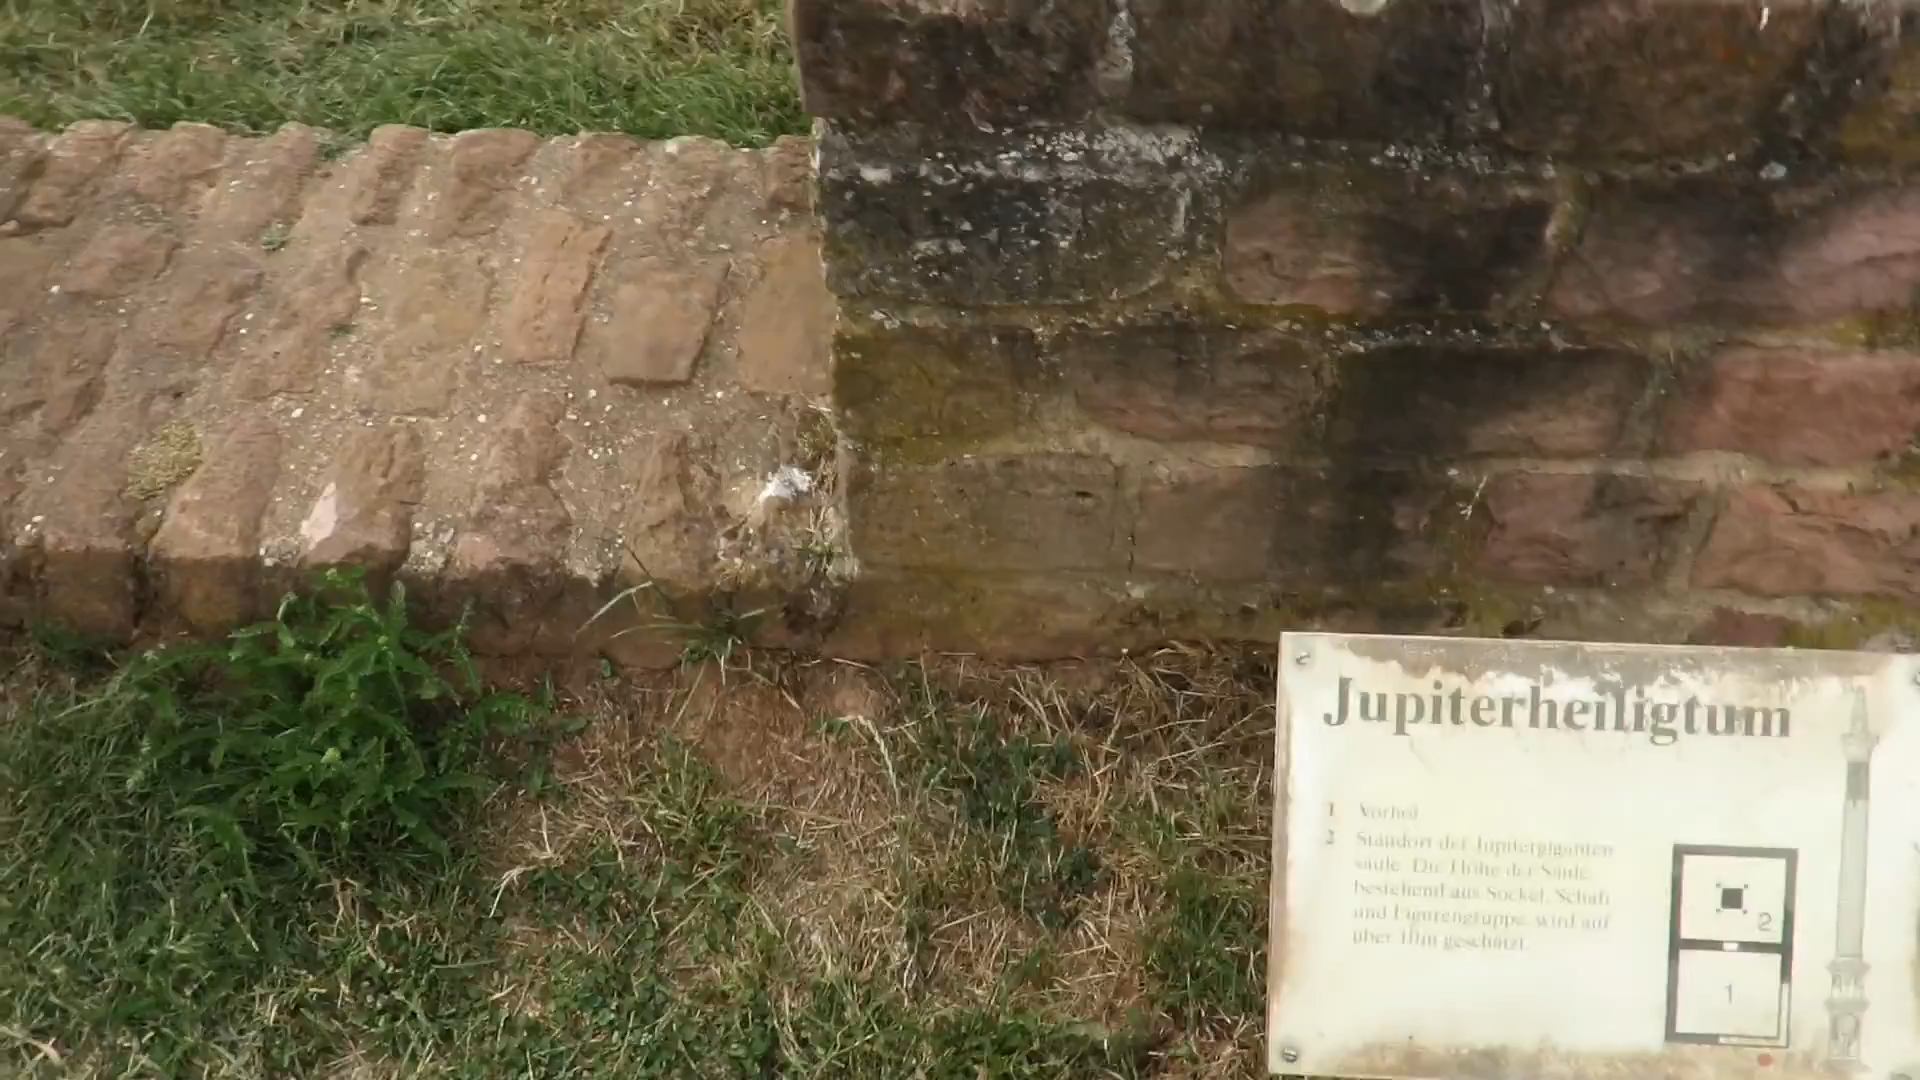 Jupiterheiligtum
1 Vorhof
2 Standort der Jupitergiganten
säule. Die Höhe der Säule,
bestehend aus Sockel, Schaft
und Figurengruppe, wird auf
über 10m geschätzt.
2
1